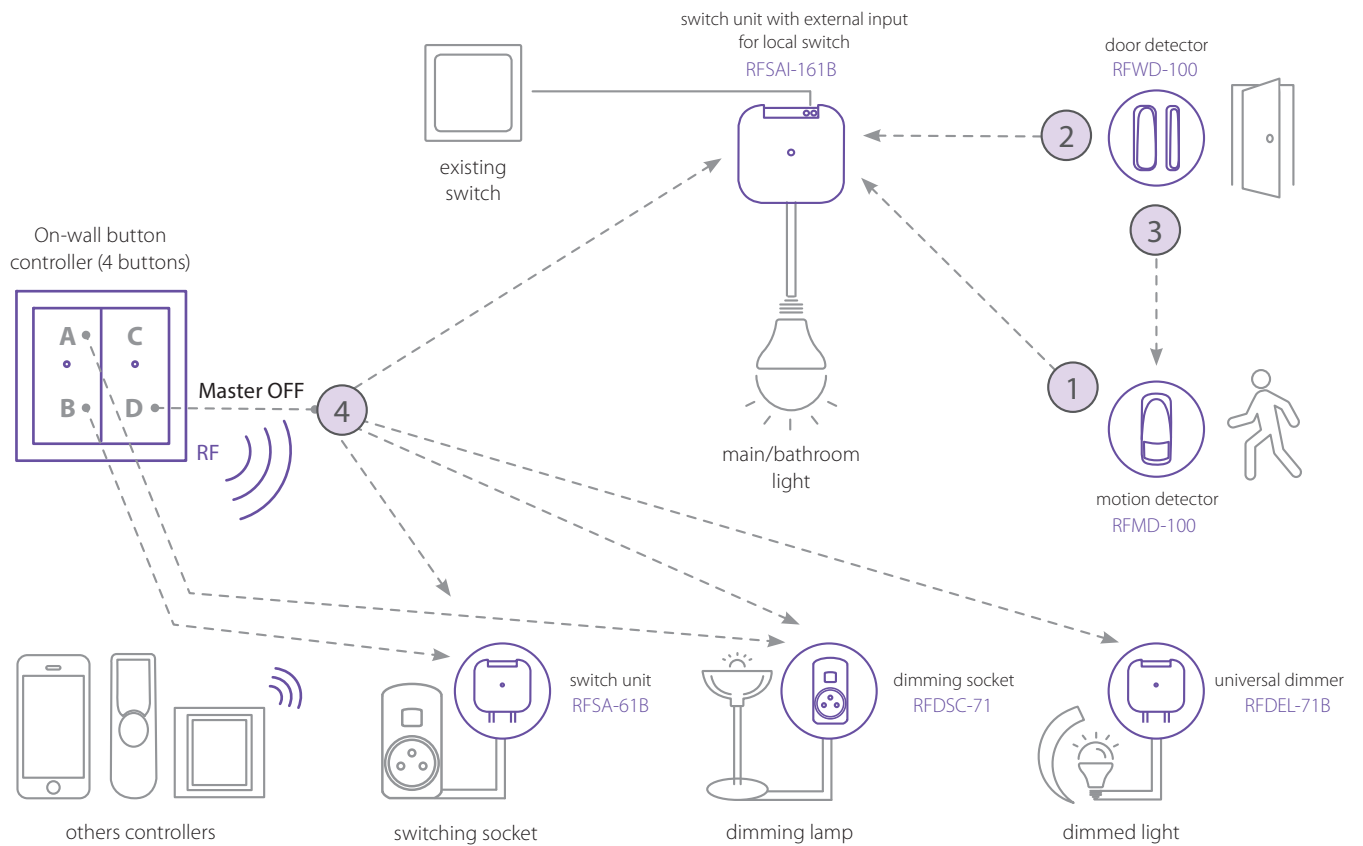 switch unit with external input
for local switch
RFSAI-161B
door detector
RFWD-100
2
existing
switch
3
On-wall button
controller (4 buttons)
A
C
B
D
Master OFF
4
RF
1
main/bathroom
light
motion detector
RFMD-100
switch unit
RFSA-61B
dimming socket
RFDSC-71
universal dimmer
RFDEL-71B
others controllers
switching socket
dimming lamp
dimmed light